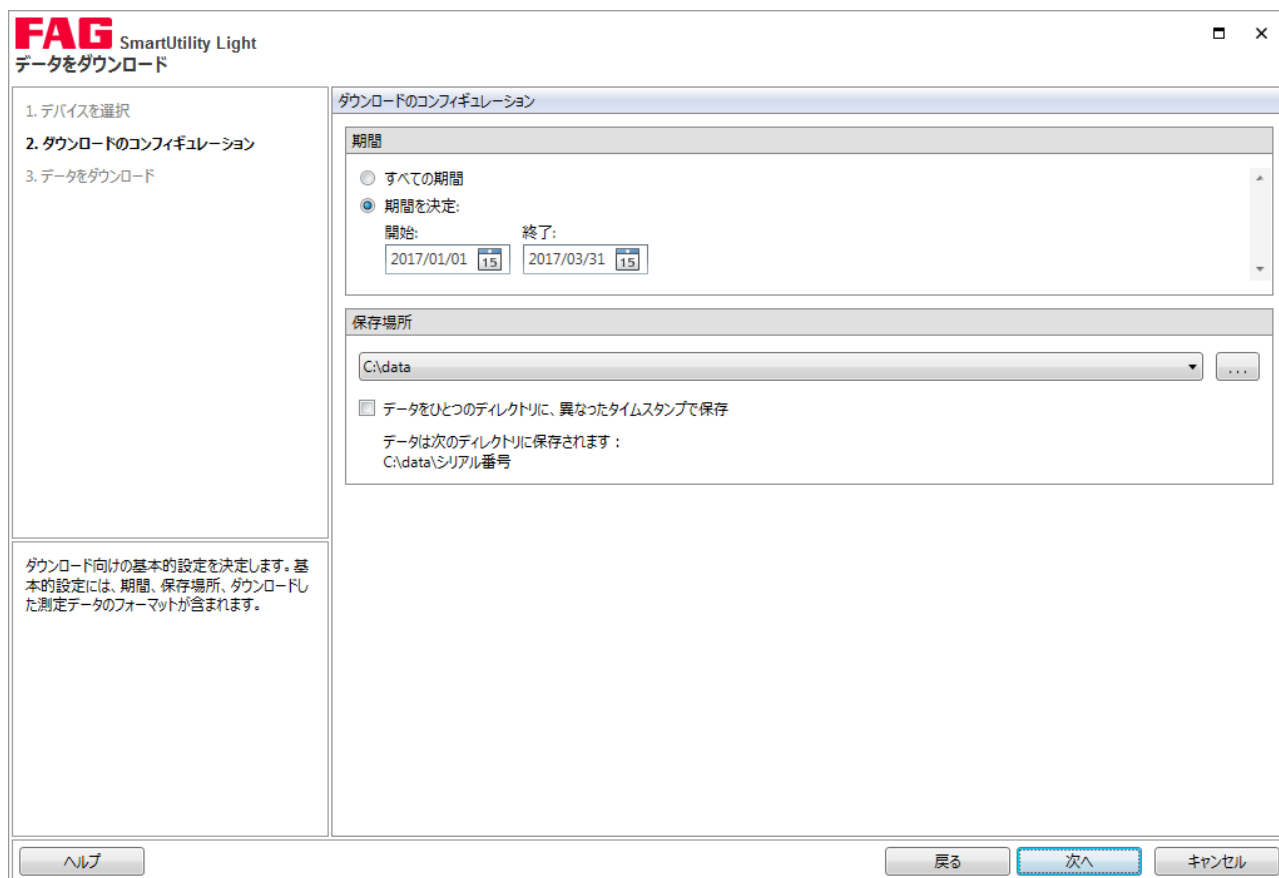 FAG SmartUtility Light
データをダウンロード
1. デバイスを選択
2. ダウンロードのコンフィギュレーション
3. データをダウンロード
ダウンロード向けの基本的設定を決定します。基
本的設定には、期間、保存場所、ダウンロードし
た測定データのフォーマットが含まれます。
ダウンロードのコンフィギュレーション
期間
すべての期間
期間を決定:
開始: 終了:
2017/01/01 15 2017/03/31 15
保存場所
C:\data ...
データをひとつのディレクトリに、異なったタイムスタンプで保存
データは次のディレクトリに保存されます：
C:\data\シリアル番号
ヘルプ 戻る 次へ キャンセル